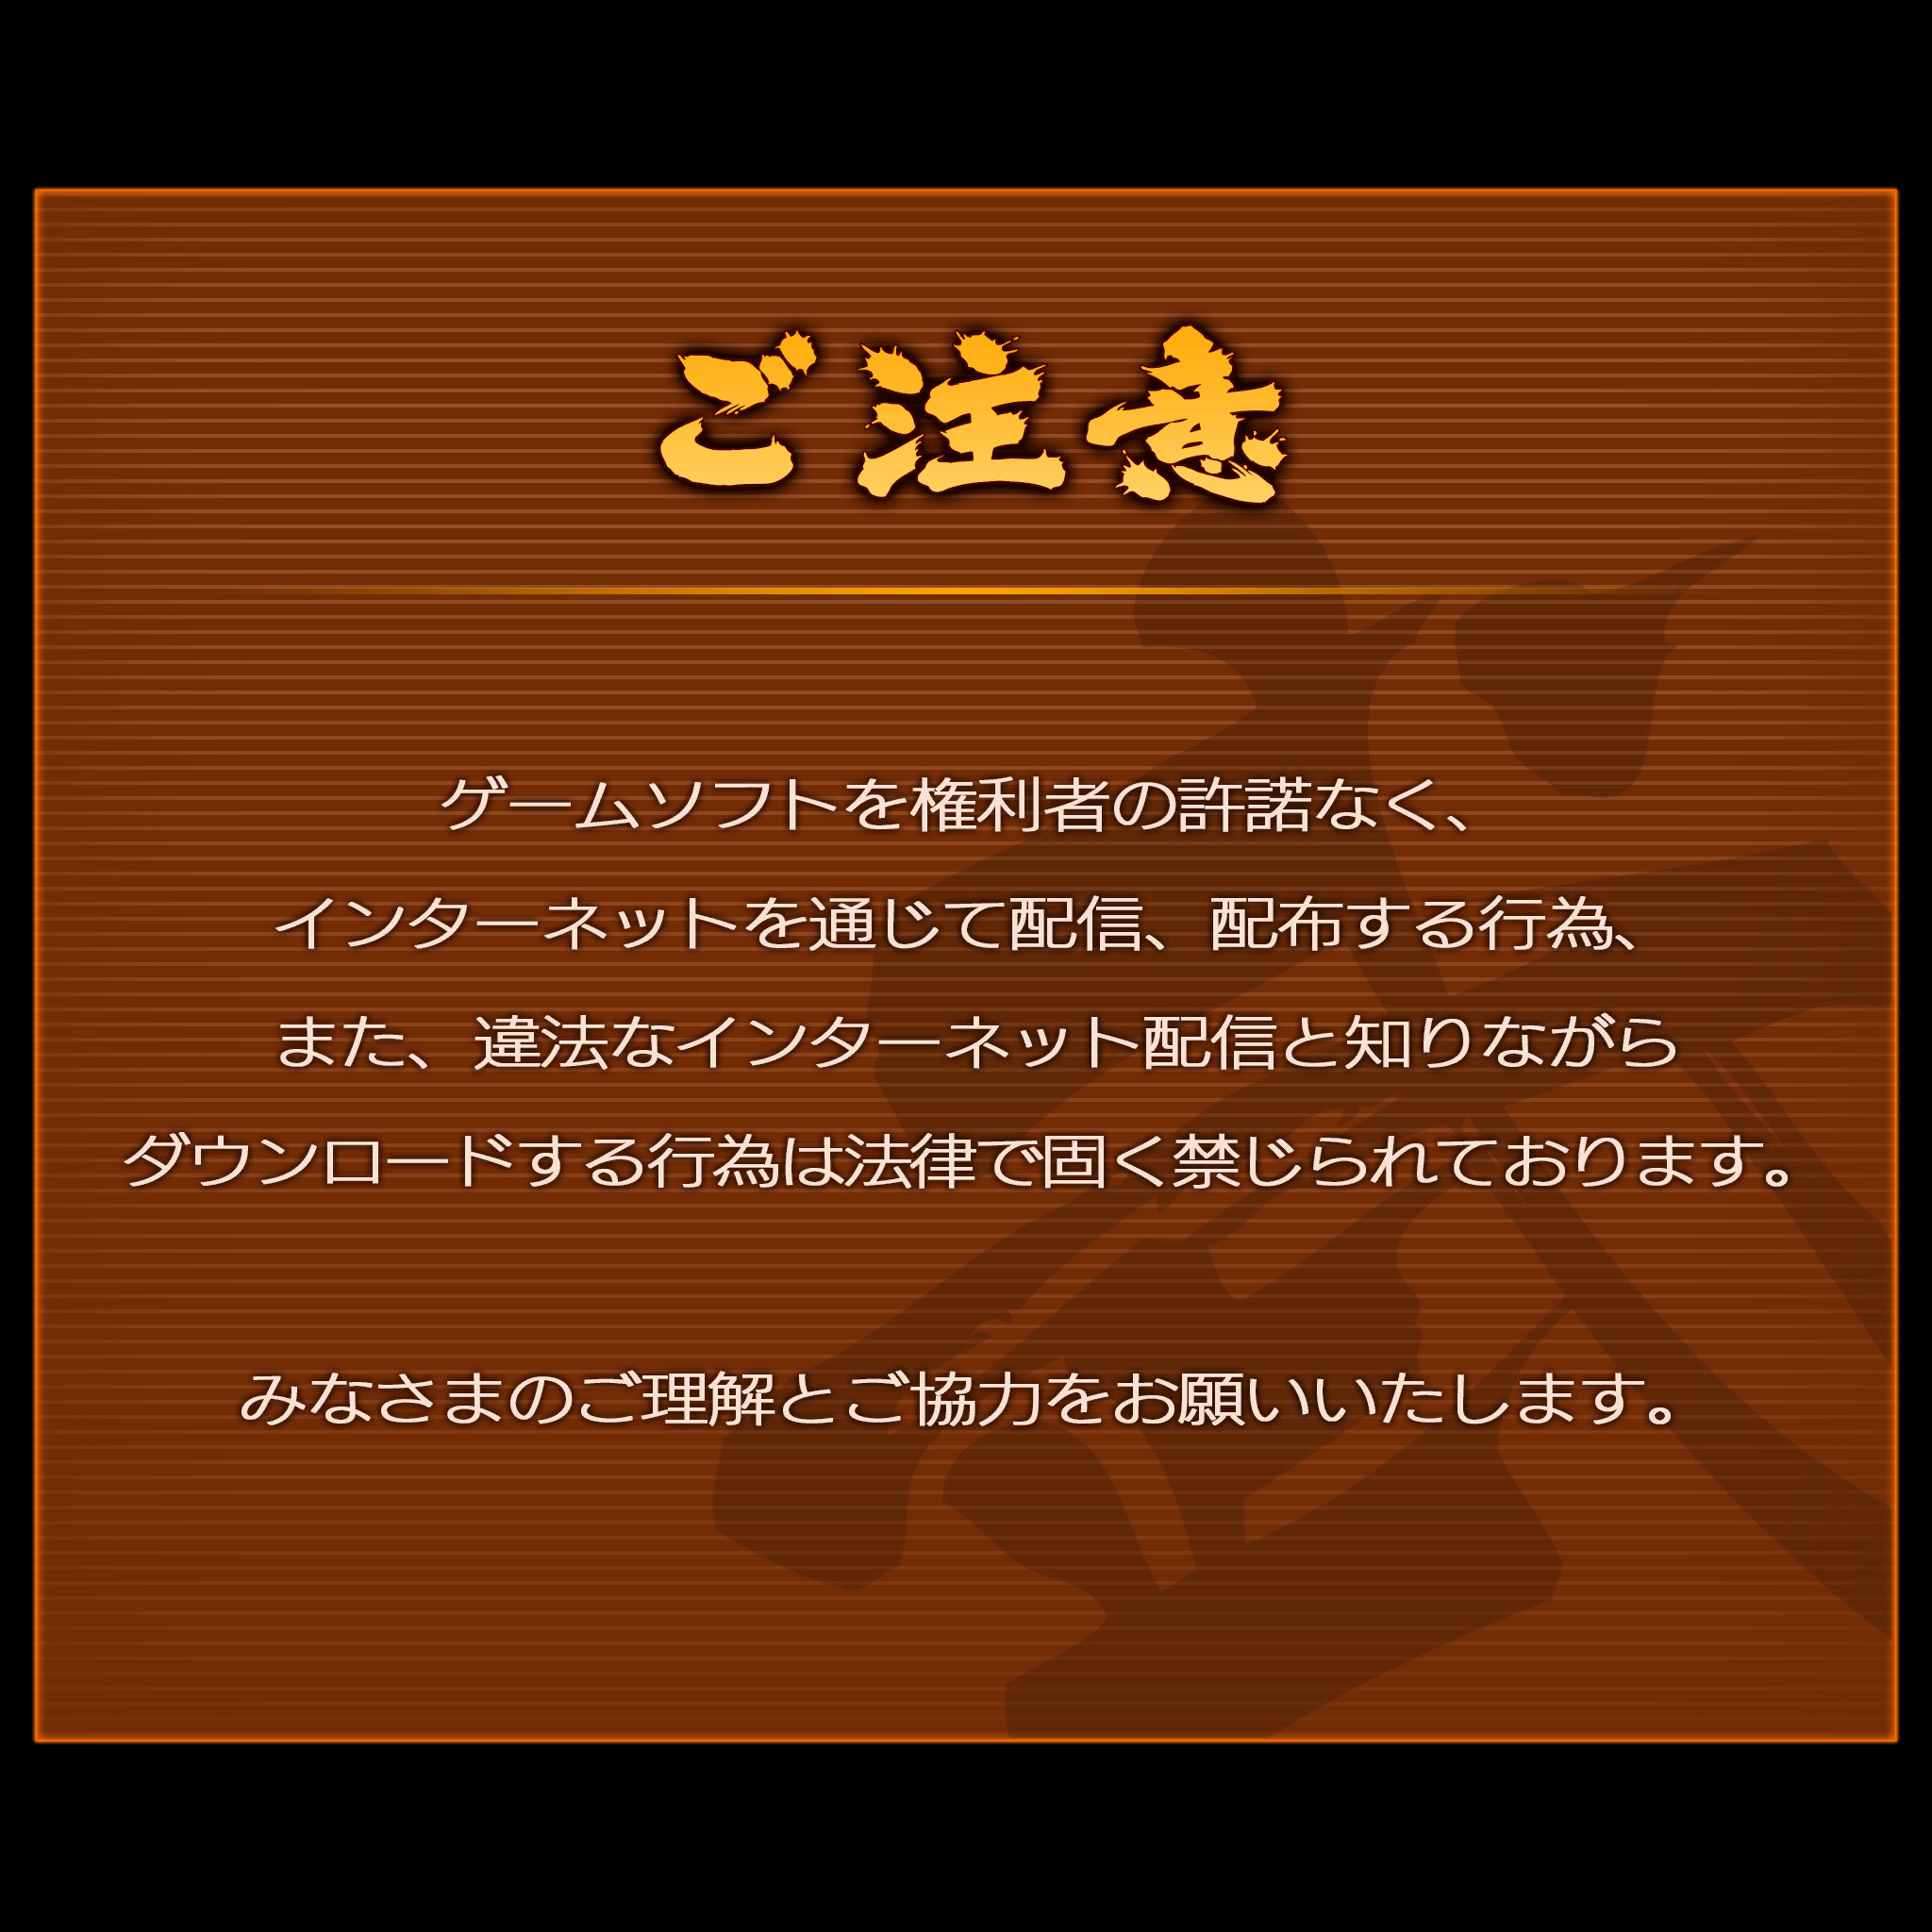 ご注意
ゲームソフトを権利者の許諾なく、
インターネットを通じて配信、配布する行為、
また、違法なインターネット配信と知りながら
ダウンロードする行為は法律で固く禁じられております。
みなさまのご理解とご協力をお願いいたします。